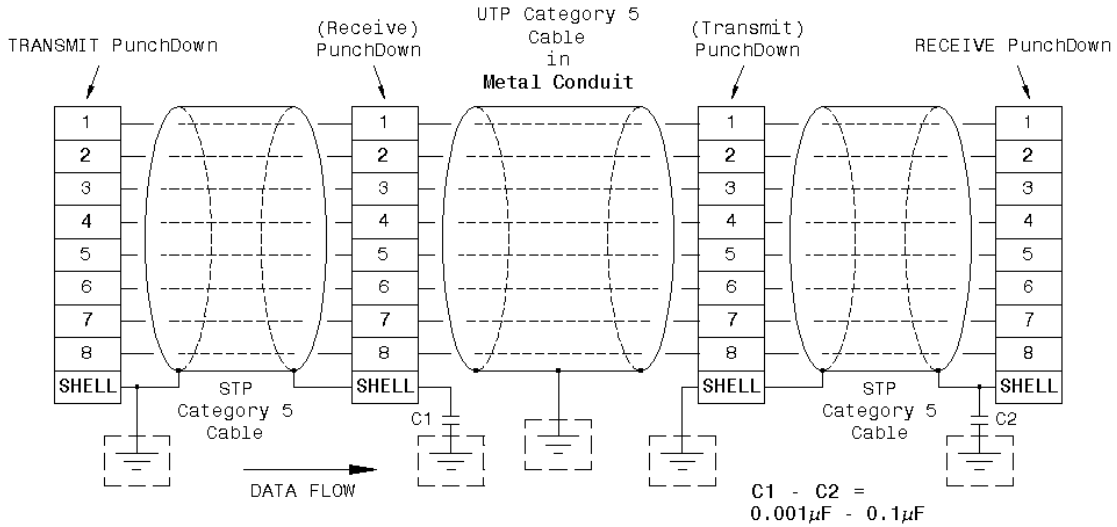 TRANSMIT PunchDown
(Receive)
PunchDown
UTP Category 5
Cable
in
Metal Conduit
(Transmit)
PunchDown
RECEIVE PunchDown
1 1 1 1
2 2 2 2
3 3 3 3
4 4 4 4
5 5 5 5
6 6 6 6
7 7 7 7
8 8 8 8
SHELL SHELL SHELL SHELL
STP
Category 5
Cable
C1
STP
Category 5
Cable
C2
DATA FLOW
C1 - C2 =
0.001µF - 0.1µF